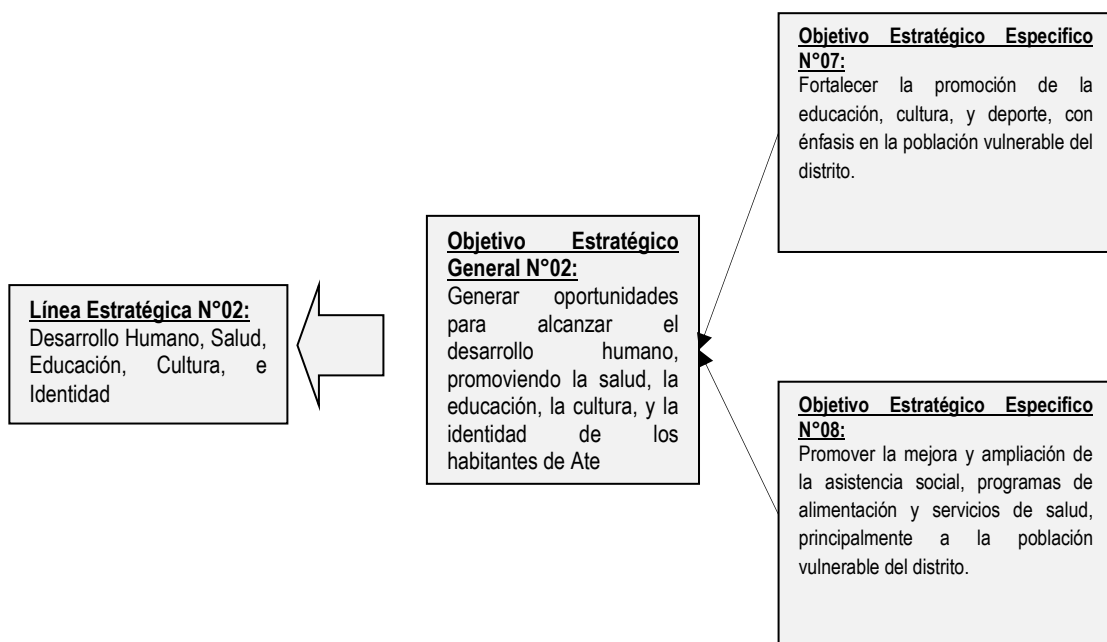 Línea Estratégica N°02:
Desarrollo Humano, Salud,
Educación, Cultura, e
Identidad
Objetivo Estratégico
General N°02:
Generar oportunidades
para alcanzar el
desarrollo humano,
promoviendo la salud, la
educación, la cultura, y la
identidad de los
habitantes de Ate
Objetivo Estratégico Especifico
N°07:
Fortalecer la promoción de la
educación, cultura, y deporte, con
énfasis en la población vulnerable del
distrito.
Objetivo Estratégico Especifico
N°08:
Promover la mejora y ampliación de
la asistencia social, programas de
alimentación y servicios de salud,
principalmente a la población
vulnerable del distrito.